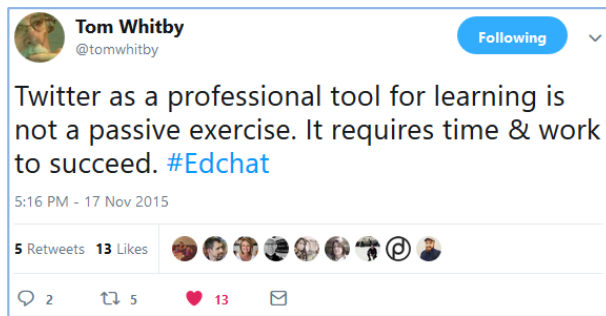 Tom Whitby
@tomwhitby
Following
Twitter as a professional tool for learning is
not a passive exercise. It requires time & work
to succeed. #Edchat
5:16 PM - 17 Nov 2015
5 Retweets 13 Likes
2 5 13